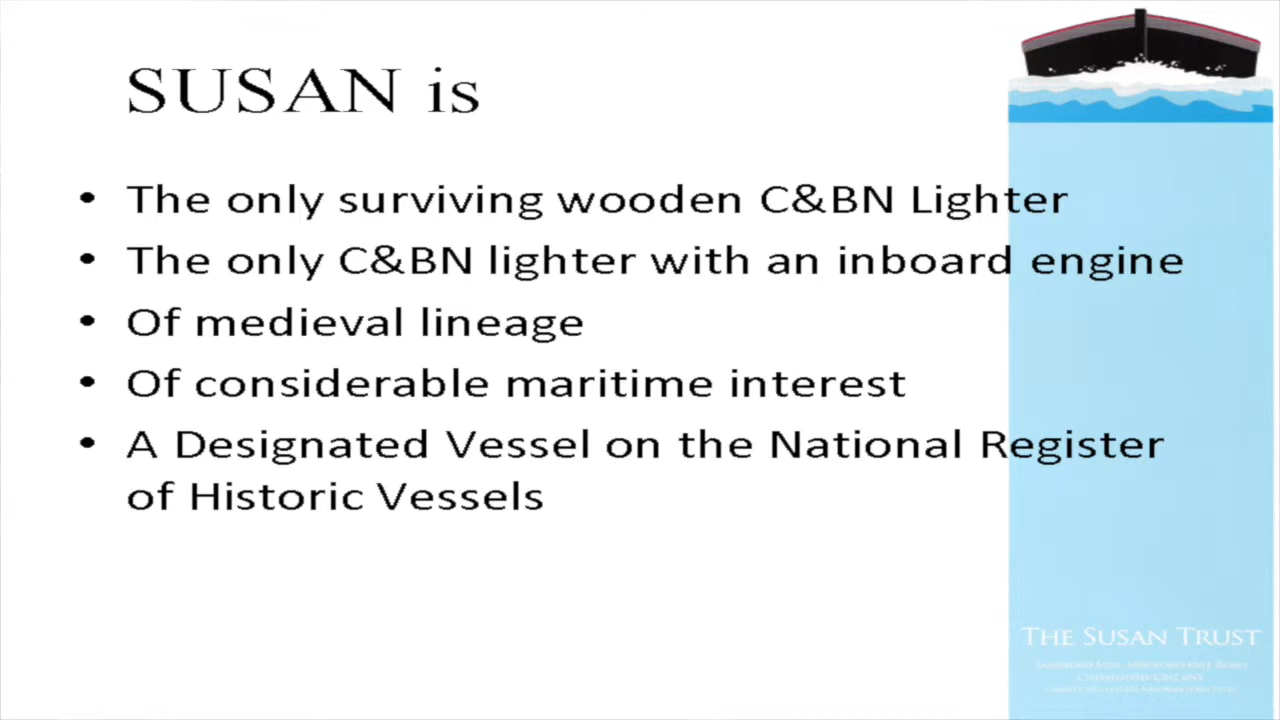 SUSAN is
• The only surviving wooden C&BN Lighter
• The only C&BN lighter with an inboard engine
• Of medieval lineage
• Of considerable maritime interest
• A Designated Vessel on the National Register
of Historic Vessels
THE SUSAN TRUST